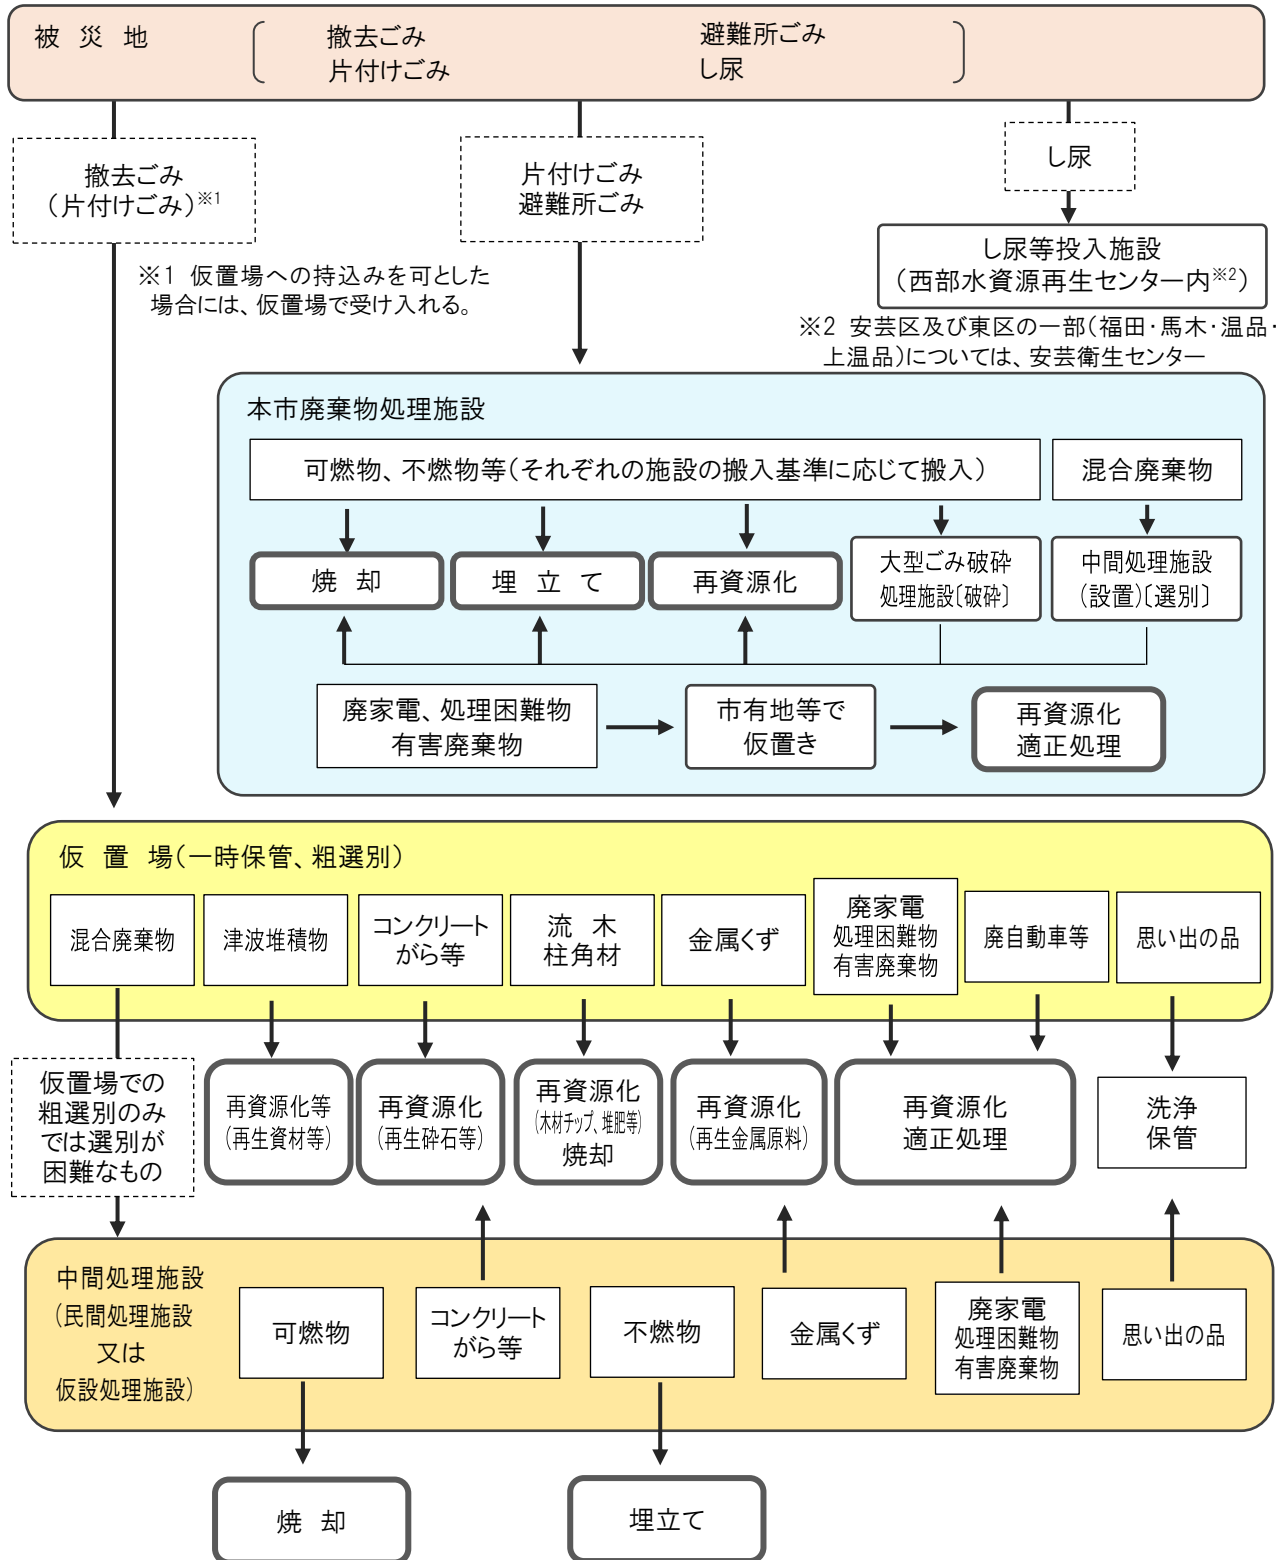 被 災 地
撤去ごみ
避難所ごみ
片付けごみ
し尿
撤去ごみ
（片付けごみ）※1
片付けごみ
避難所ごみ
し尿
し尿等投入施設
（西部水資源再生センター内※2）
※1 仮置場への持込みを可とした
場合には、仮置場で受け入れる。
※2 安芸区及び東区の一部（福田・馬木・温品・
上温品）については、安芸衛生センター
本市廃棄物処理施設
可燃物、不燃物等（それぞれの施設の搬入基準に応じて搬入）
混合廃棄物
焼 却
埋 立 て
再資源化
大型ごみ破砕
処理施設〔破砕〕
中間処理施設
（設置）〔選別〕
廃家電、処理困難物
有害廃棄物
市有地等で
仮置き
再資源化
適正処理
仮 置 場（一時保管、粗選別）
混合廃棄物
津波堆積物
コンクリート
がら等
流 木
柱角材
金属くず
廃家電
処理困難物
有害廃棄物
廃自動車等
思い出の品
仮置場での
粗選別のみ
では選別が
困難なもの
再資源化等
（再生資材等）
再資源化
（再生砕石等）
再資源化
（木材チップ、堆肥等）
焼却
再資源化
（再生金属原料）
再資源化
適正処理
洗浄
保管
中間処理施設
（民間処理施設
又は
仮設処理施設）
可燃物
コンクリート
がら等
不燃物
金属くず
廃家電
処理困難物
有害廃棄物
思い出の品
焼 却
埋立て